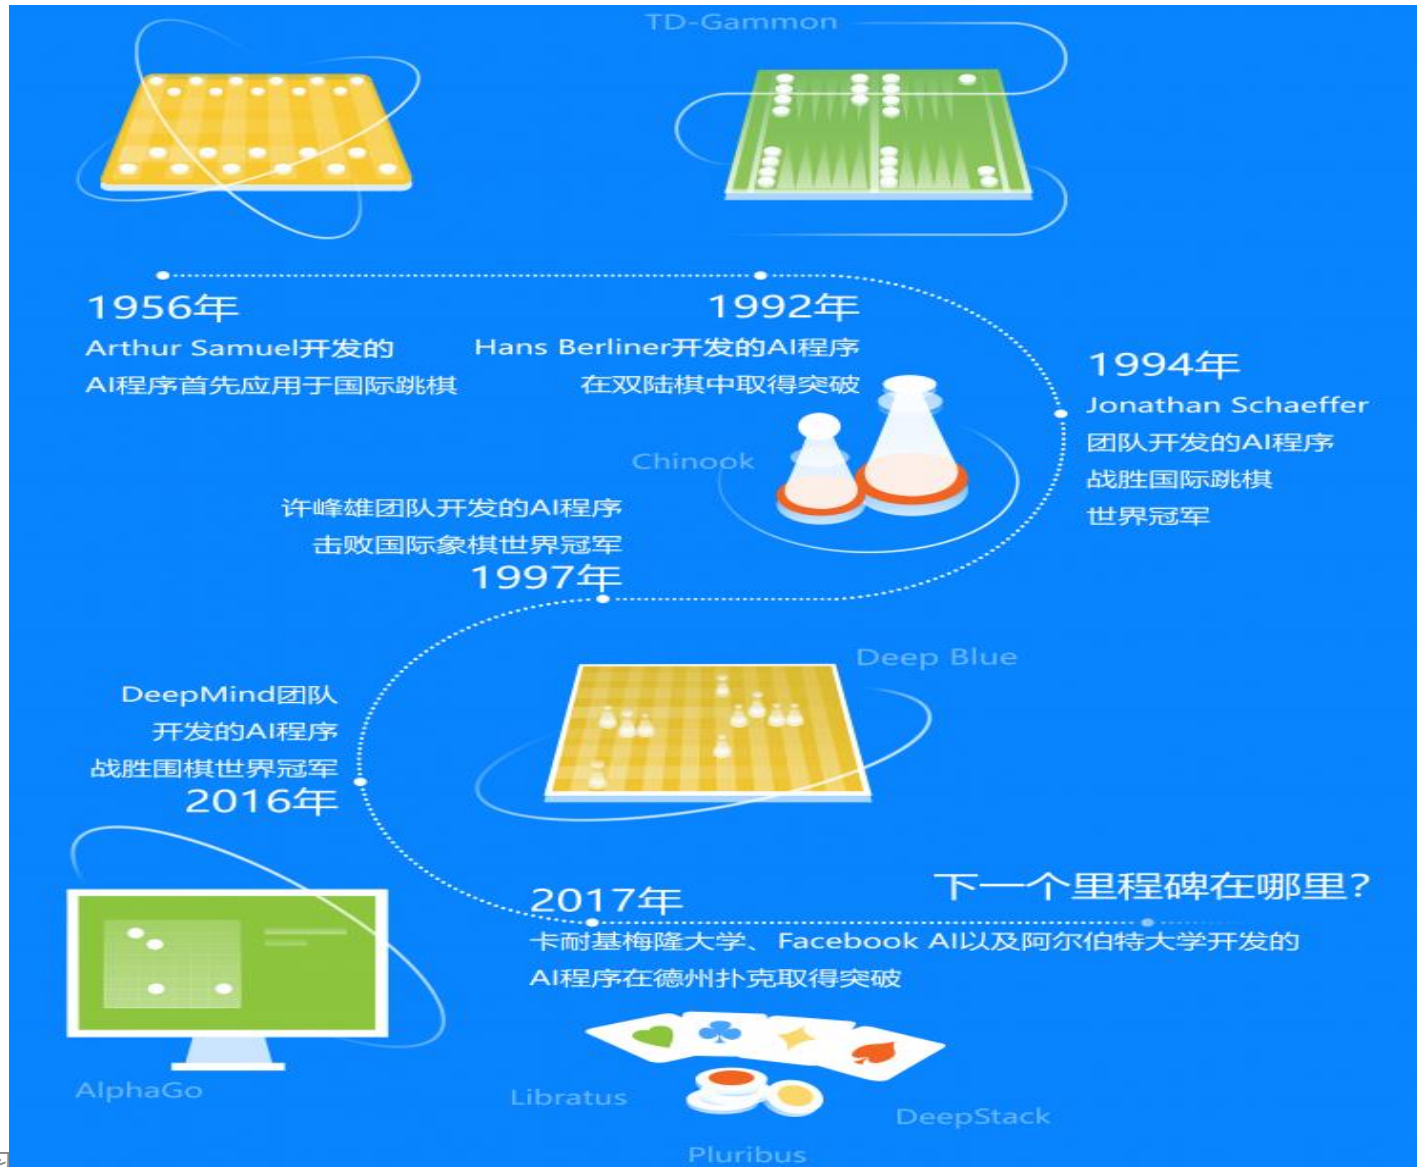 TD-Gammon
1956年
Arthur Samuel开发的
AI程序首先应用于国际跳棋
1992年
Hans Berliner开发的AI程序
在双陆棋中取得突破
1994年
Jonathan Schaeffer
团队开发的AI程序
战胜国际跳棋
世界冠军
Chinook
许峰雄团队开发的AI程序
击败国际象棋世界冠军
1997年
Deep Blue
DeepMind团队
开发的AI程序
战胜围棋世界冠军
2016年
AlphaGo
2017年
卡耐基梅隆大学、Facebook AI以及阿尔伯特大学开发的
AI程序在德州扑克取得突破
下一个里程碑在哪里?
Libratus
DeepStack
Pluribus